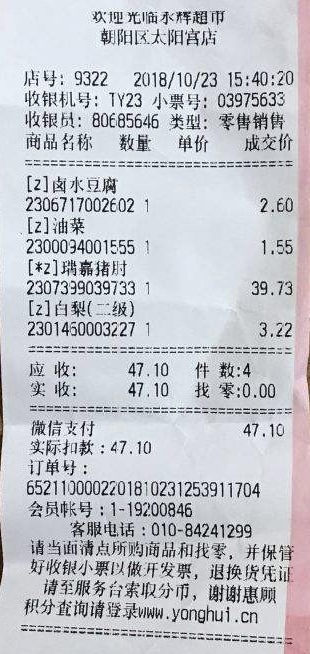 欢迎光临永辉超市
朝阳区太阳宫店
店号: 9322 2018/10/23 15:40:20
收银机号: TY23 小票号: 03975633
收银员: 80685646 类型: 零售销售
商品名称 数量 单价 成交价
[z]卤水豆腐
2306717002602 1 2.60
[z]油菜
2300094001555 1 1.55
[*z]瑞嘉猪肘
2307399039733 1 39.73
[z]白梨(二级)
2301460003227 1 3.22
应 收: 47.10 件 数:4
实 收: 47.10 找 零:0.00
微信支付 47.10
实际扣款:47.10
订单号:
6521100002201810231253911704
会员帐号:1-19200846
客服电话:010-84241299
请当面清点所购商品和找零, 并保管
好收银小票以做开发票, 退换货凭证
请至服务台索取分币, 谢谢惠顾
积分查询请登录www.yonghui.cn